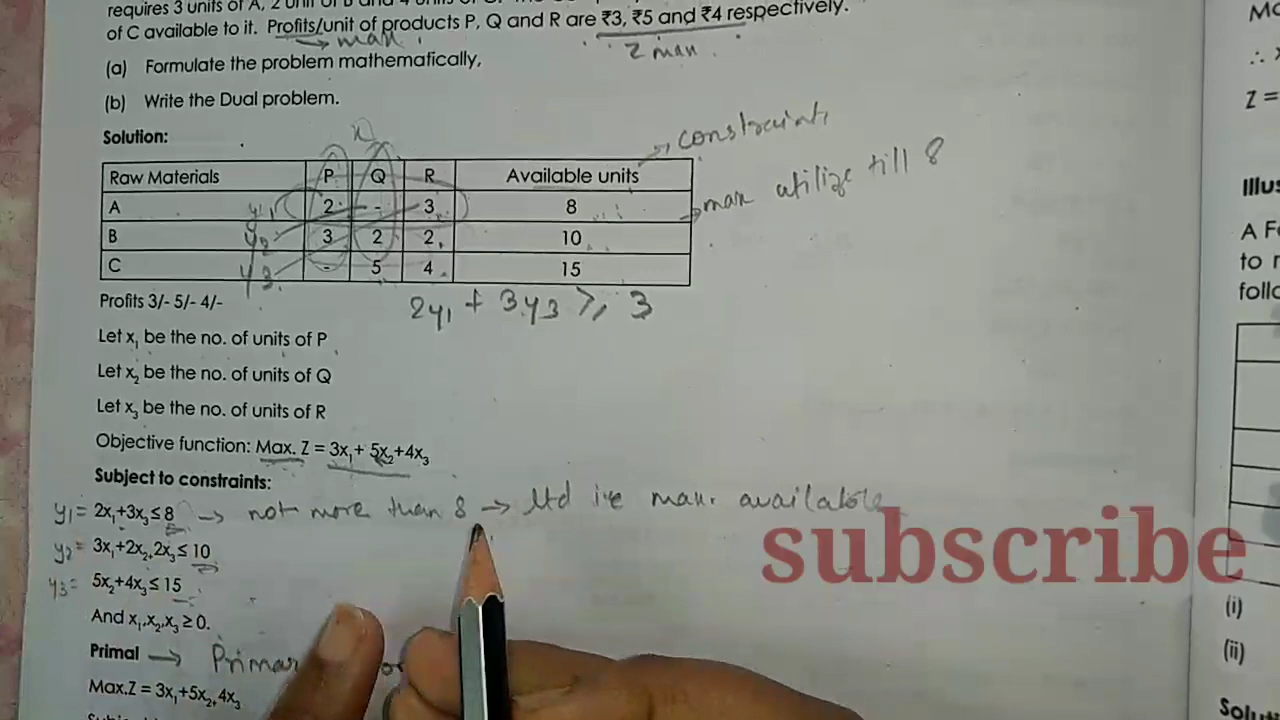 requires 3 units of A, 2 unit of B and 4 units of C.
of C available to it. Profits/unit of products P, Q and R are ₹3, ₹5 and ₹4 respectively.
→ max.
Z max.
(a) Formulate the problem mathematically,
(b) Write the Dual problem.
Solution:
→ constraints
Raw Materials P Q R Available units
A 2 - 3 8
B 3 2 2 10
C - 5 4 15
y1
y2
y3
→ max utilize till 8
Profits 3/- 5/- 4/-
2y1 + 3y3 ≥ 3
Let x1 be the no. of units of P
Let x2 be the no. of units of Q
Let x3 be the no. of units of R
Objective function: Max. Z = 3x1+ 5x2+4x3
Subject to constraints:
y1= 2x1+3x3≤8 → not more than 8 → ltd i.e max. available
y2= 3x1+2x2+2x3≤ 10
y3= 5x2+4x3≤ 15
And x1,x2,x3 ≥ 0.
Primal →
Max.Z = 3x1+5x2+4x3
subscribe
Z =
A
to
(i)
(ii)